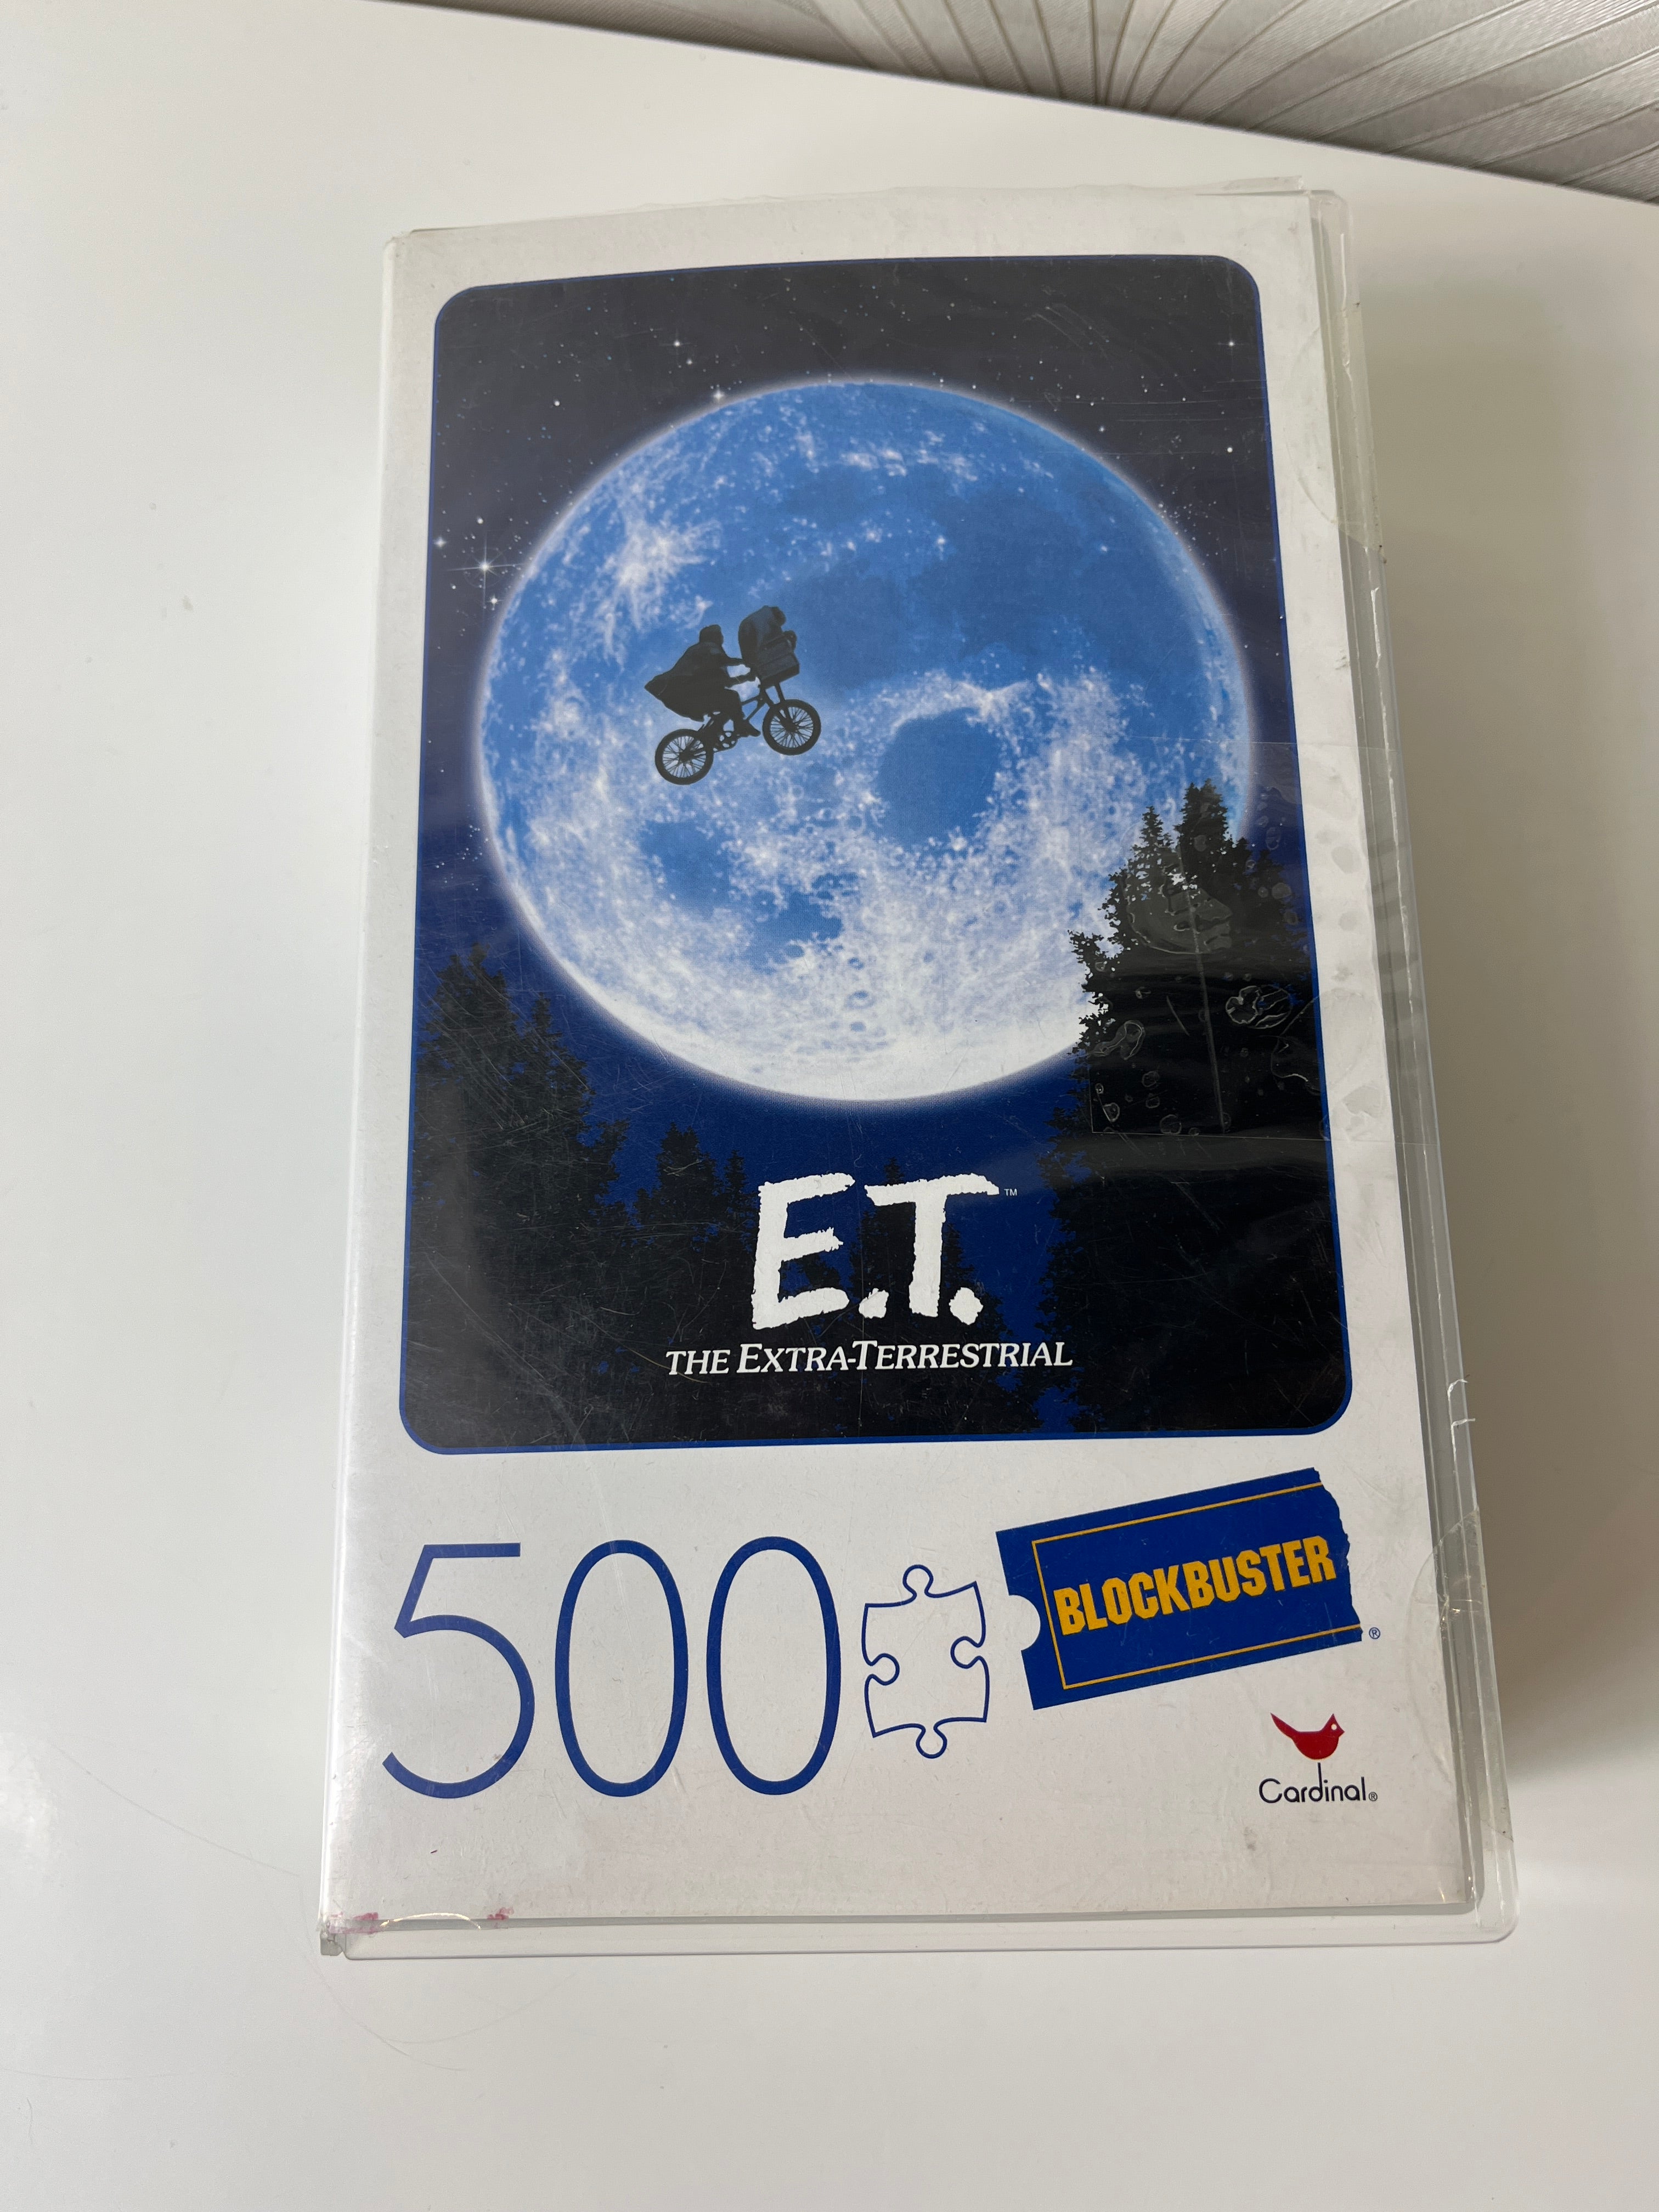 E.T.™
THE EXTRA-TERRESTRIAL
500
BLOCKBUSTER®
Cardinal®